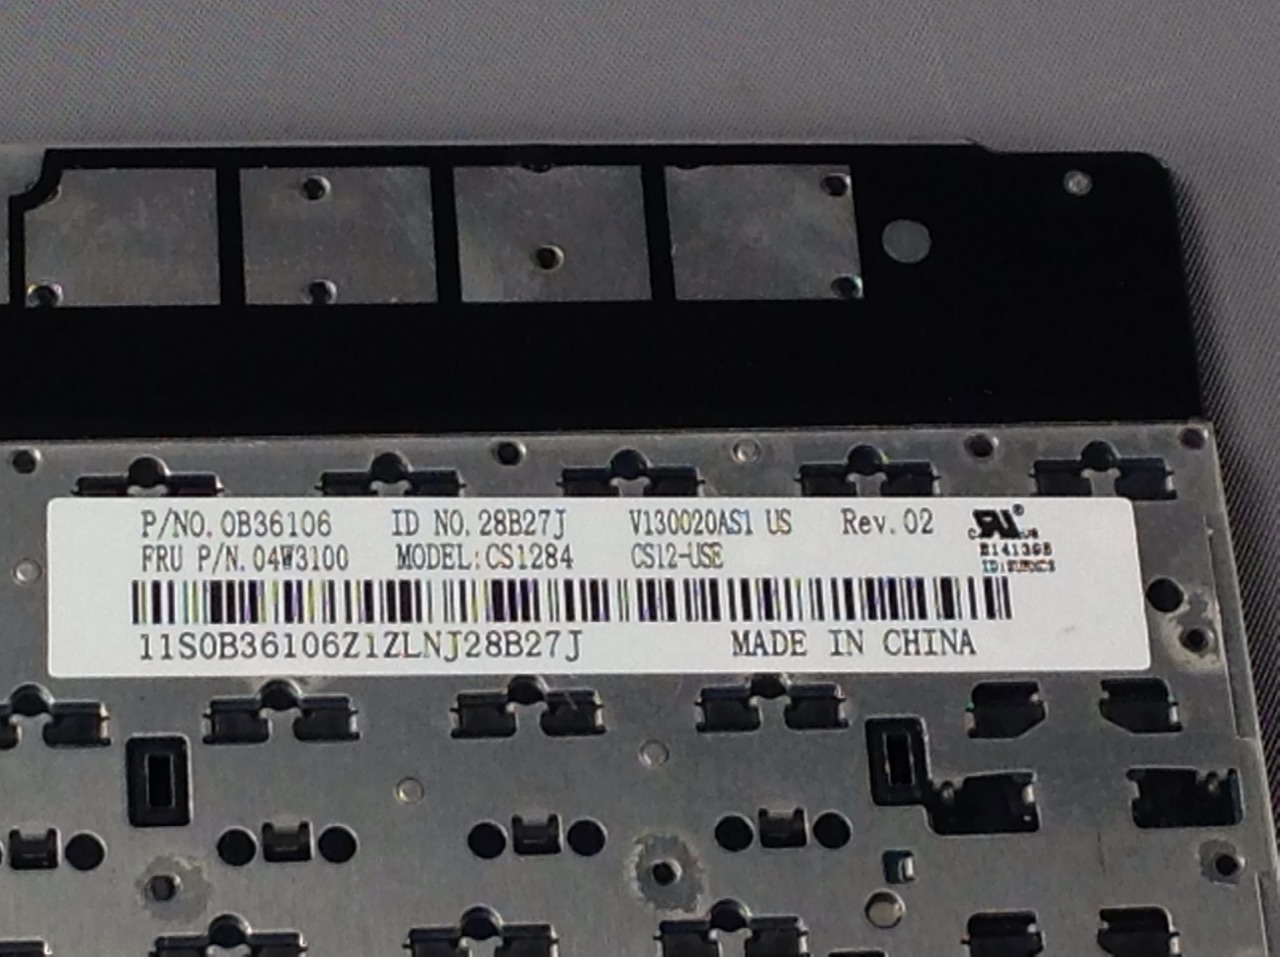 P/NO. 0B36106 ID NO. 28B27J V130020AS1 US Rev. 02
FRU P/N. 04W3100 MODEL:CS1284 CS12-USE
E141398
11S0B36106Z1ZLNJ28B27J MADE IN CHINA